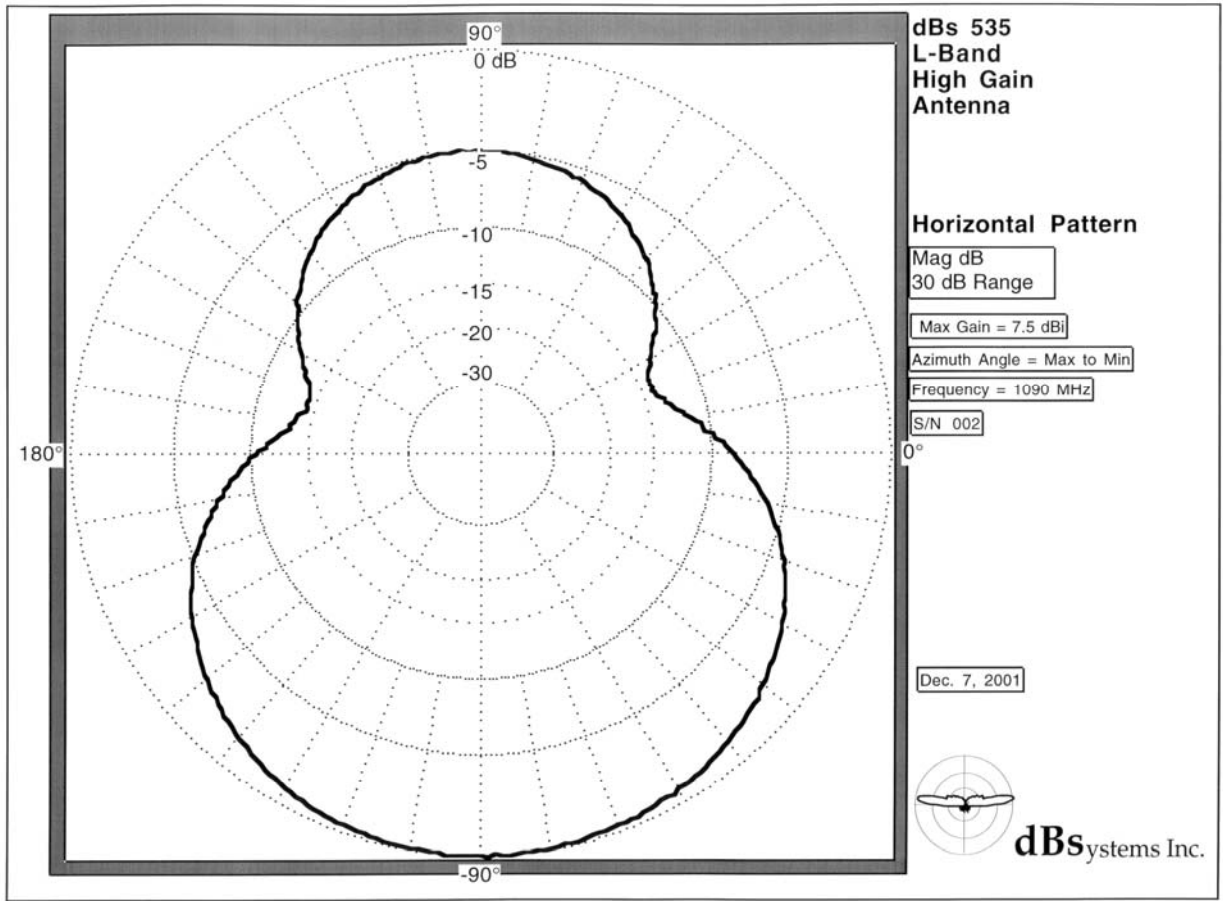 90°
0 dB
-5
-10
-15
-20
-30
180°
0°
-90°
dBs 535
L-Band
High Gain
Antenna
Horizontal Pattern
Mag dB
30 dB Range
Max Gain = 7.5 dBi
Azimuth Angle = Max to Min
Frequency = 1090 MHz
S/N 002
Dec. 7, 2001
dBsystems Inc.